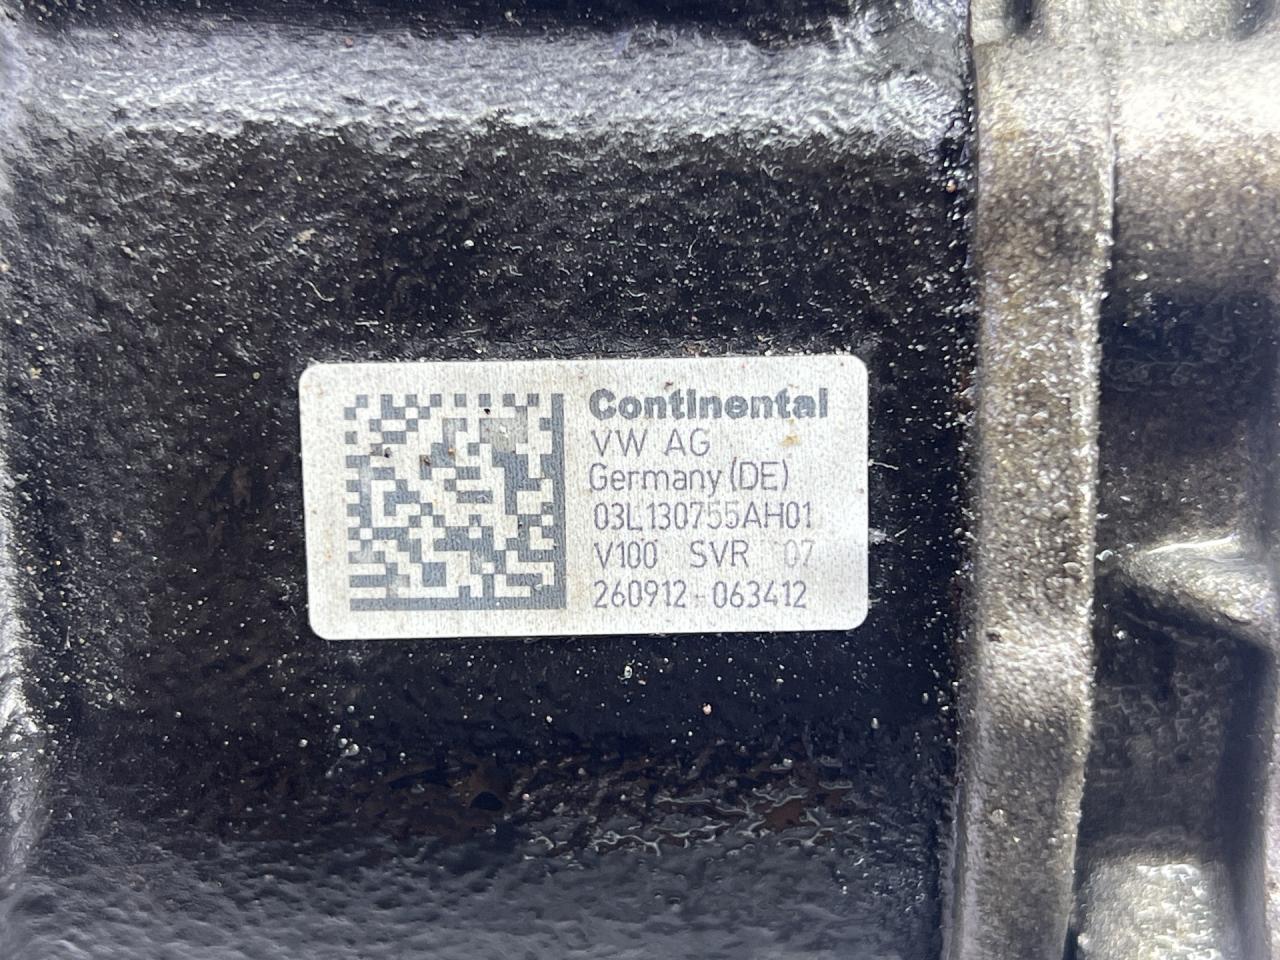 Continental
VW AG
Germany (DE)
03L130755AH01
V100 SVR 07
260912-063412